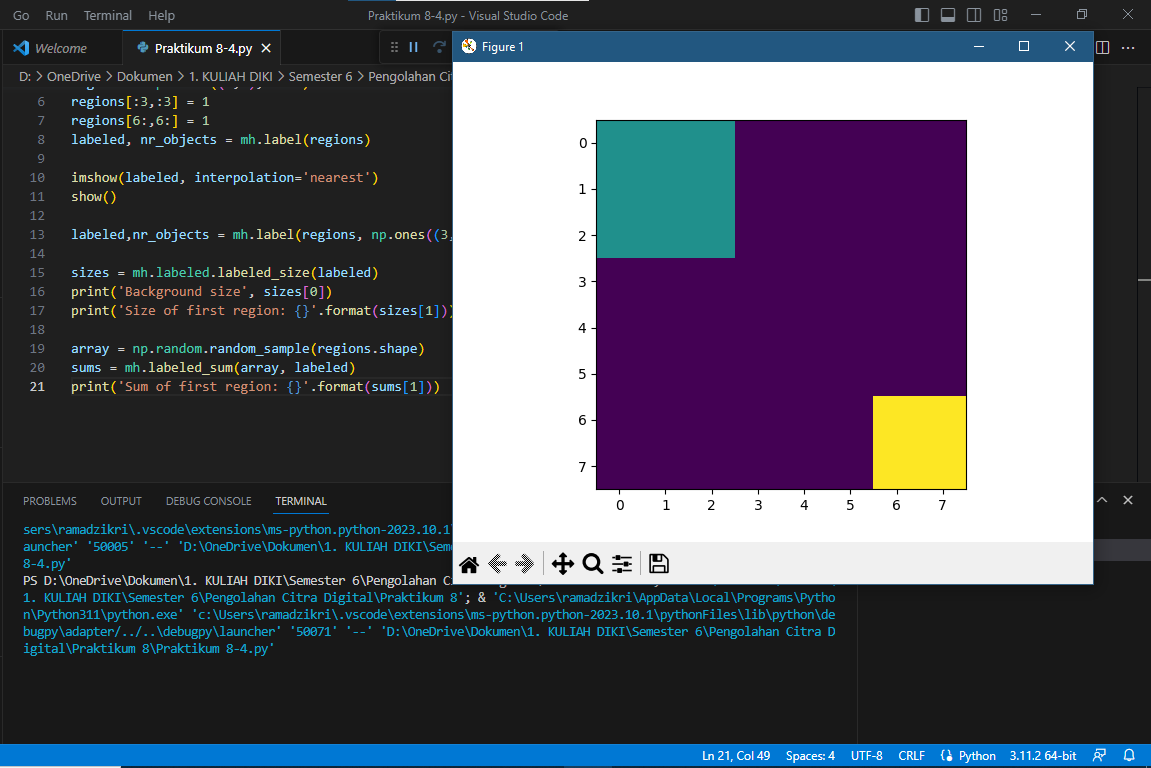 Go Run Terminal Help Praktikum 8-4.py - Visual Studio Code
Welcome Praktikum 8-4.py
Figure 1
D: > OneDrive > Dokumen > 1. KULIAH DIKI > Semester 6 > Pengolahan Ci
6 regions[:3,:3] = 1
7 regions[6:,6:] = 1
8 labeled, nr_objects = mh.label(regions)
9
10 imshow(labeled, interpolation='nearest')
11 show()
12
13 labeled,nr_objects = mh.label(regions, np.ones((3,
14
15 sizes = mh.labeled.labeled_size(labeled)
16 print('Background size', sizes[0])
17 print('Size of first region: {}'.format(sizes[1]))
18
19 array = np.random.random_sample(regions.shape)
20 sums = mh.labeled_sum(array, labeled)
21 print('Sum of first region: {}'.format(sums[1]))
0
1
2
3
4
5
6
7
0 1 2 3 4 5 6 7
PROBLEMS OUTPUT DEBUG CONSOLE TERMINAL
sers\ramadzikri\.vscode\extensions\ms-python.python-2023.10.1
auncher' '50005' '--' 'D:\OneDrive\Dokumen\1. KULIAH DIKI\Sem
8-4.py'
PS D:\OneDrive\Dokumen\1. KULIAH DIKI\Semester 6\Pengolahan C
1. KULIAH DIKI\Semester 6\Pengolahan Citra Digital\Praktikum 8'; & 'C:\Users\ramadzikri\AppData\Local\Programs\Pytho
n\Python311\python.exe' 'c:\Users\ramadzikri\.vscode\extensions\ms-python.python-2023.10.1\pythonFiles\lib\python\de
bugpy\adapter/../..\debugpy\launcher' '50071' '--' 'D:\OneDrive\Dokumen\1. KULIAH DIKI\Semester 6\Pengolahan Citra D
igital\Praktikum 8\Praktikum 8-4.py'
Ln 21, Col 49 Spaces: 4 UTF-8 CRLF Python 3.11.2 64-bit